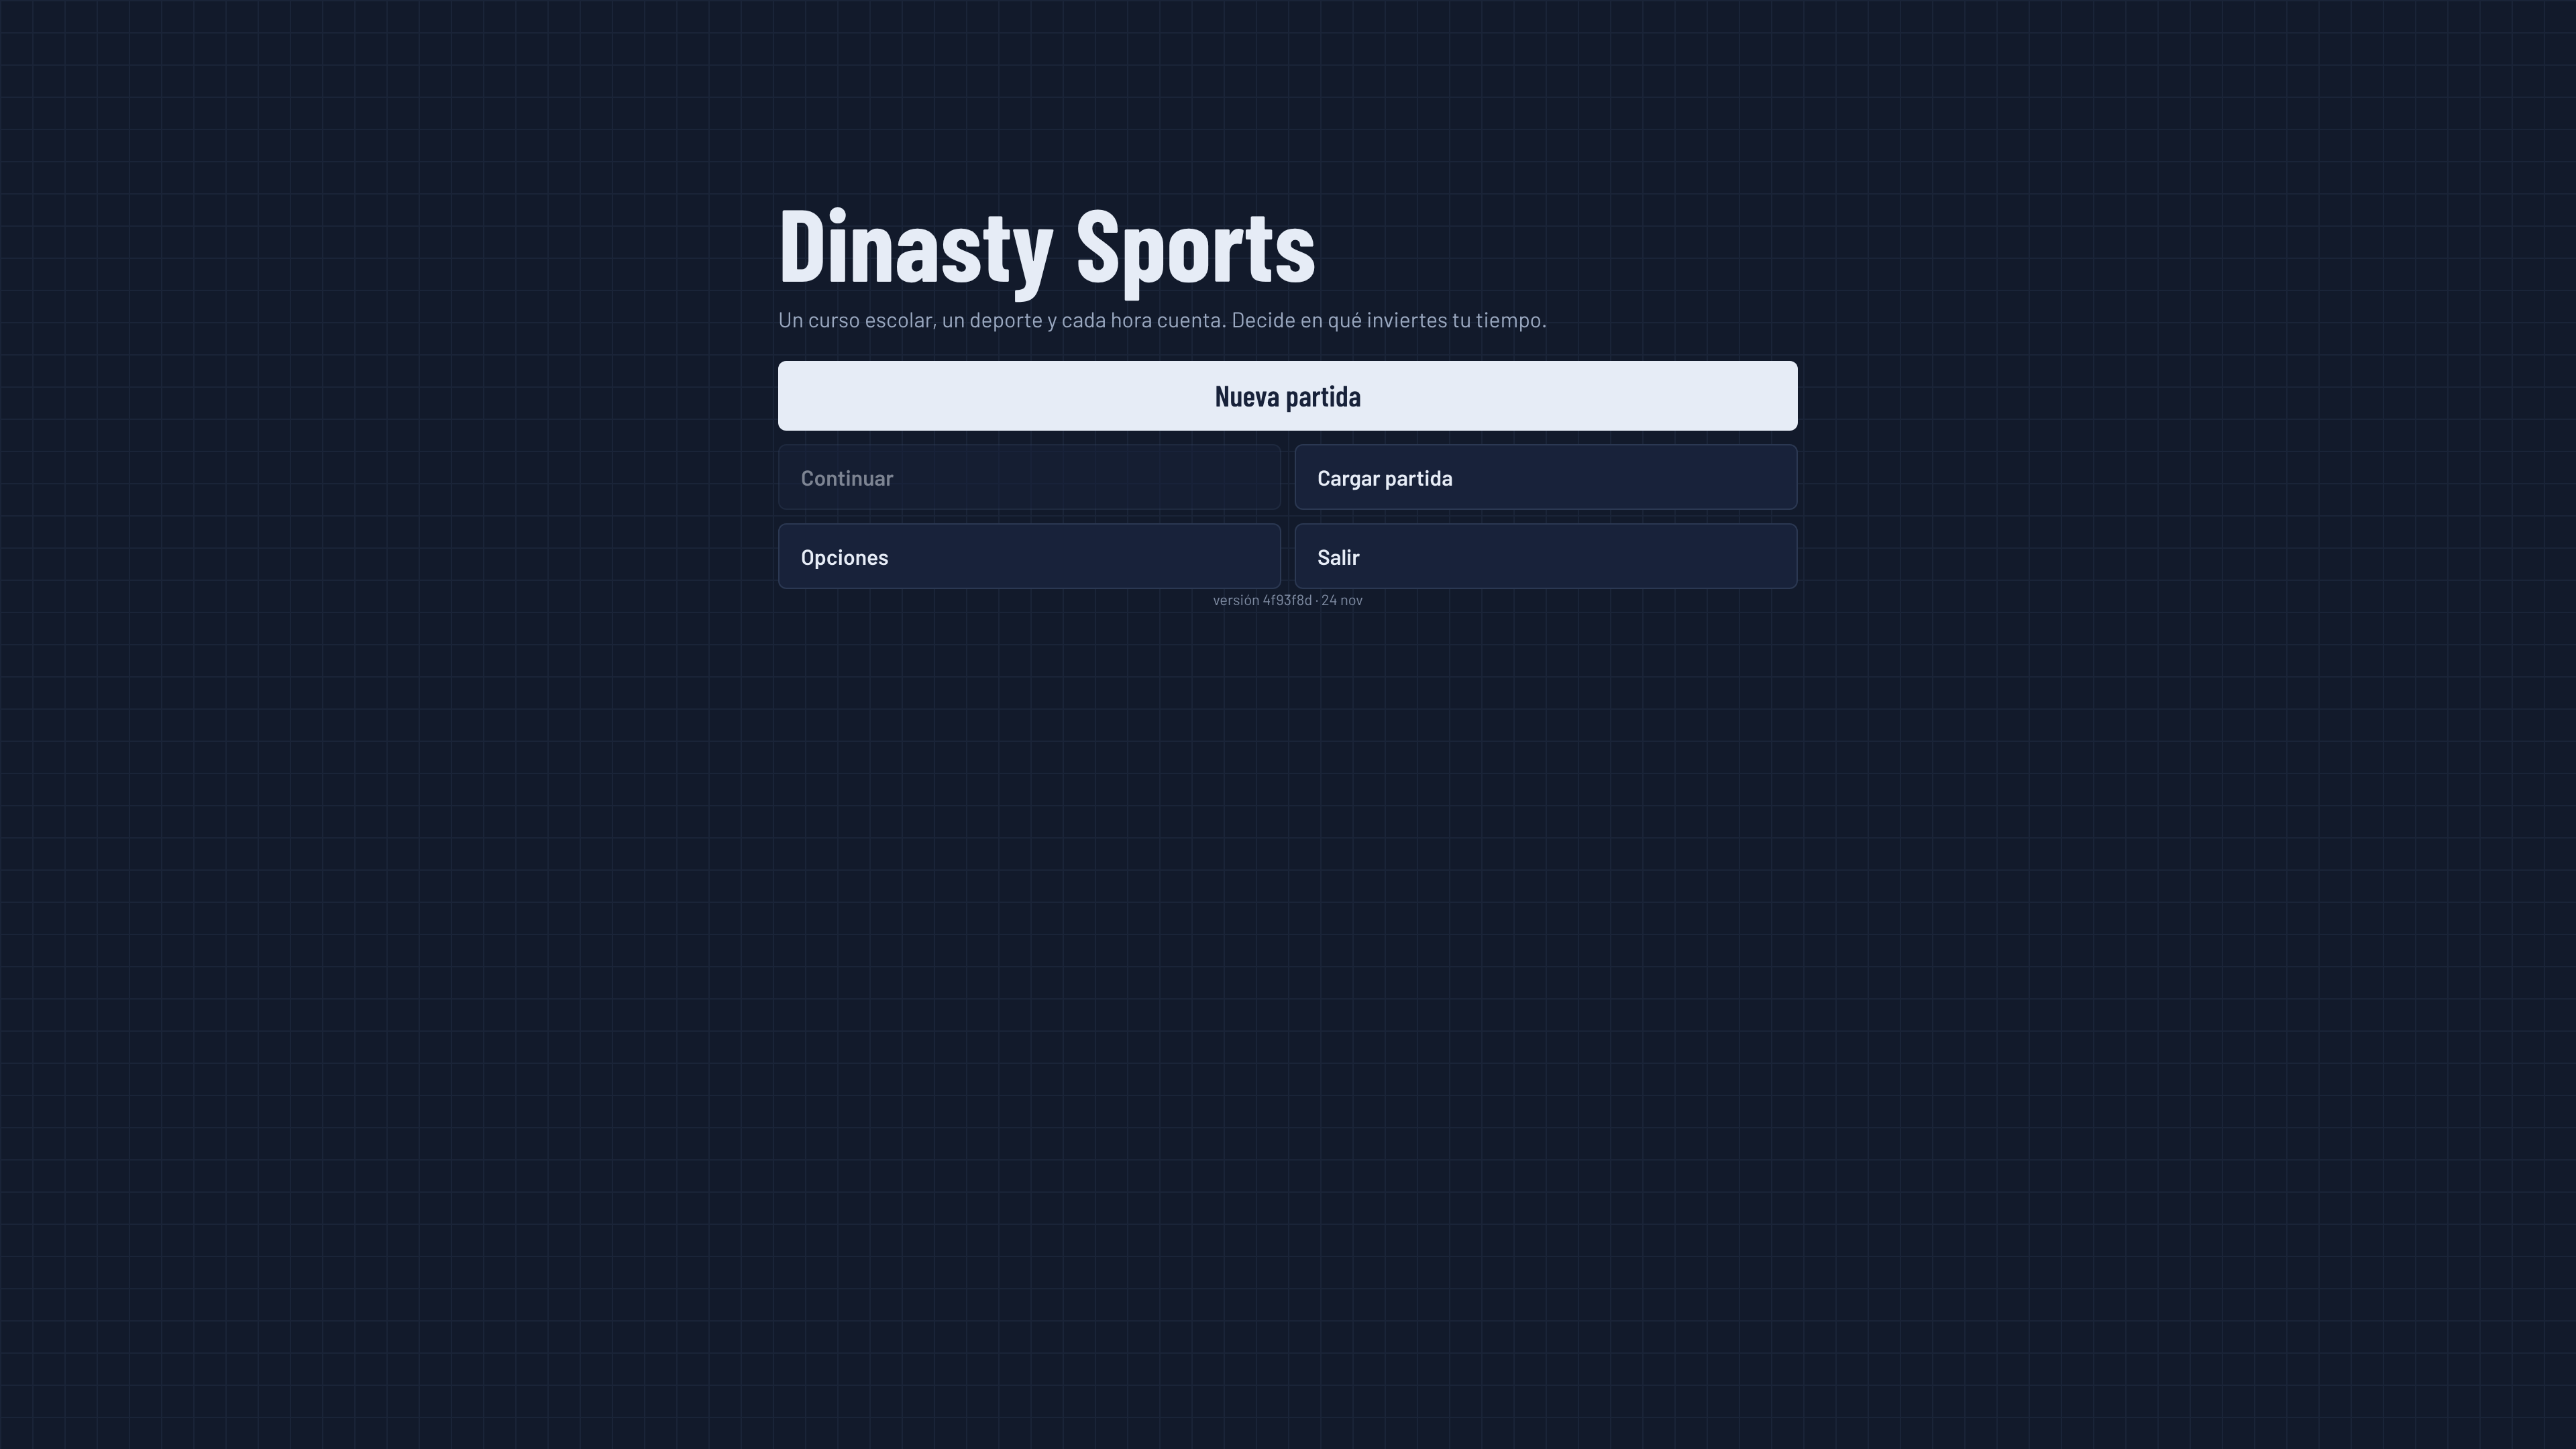 Dinasty Sports
Un curso escolar, un deporte y cada hora cuenta. Decide en qué inviertes tu tiempo.
Nueva partida
Continuar
Cargar partida
Opciones
Salir
versión 4f93f8d · 24 nov